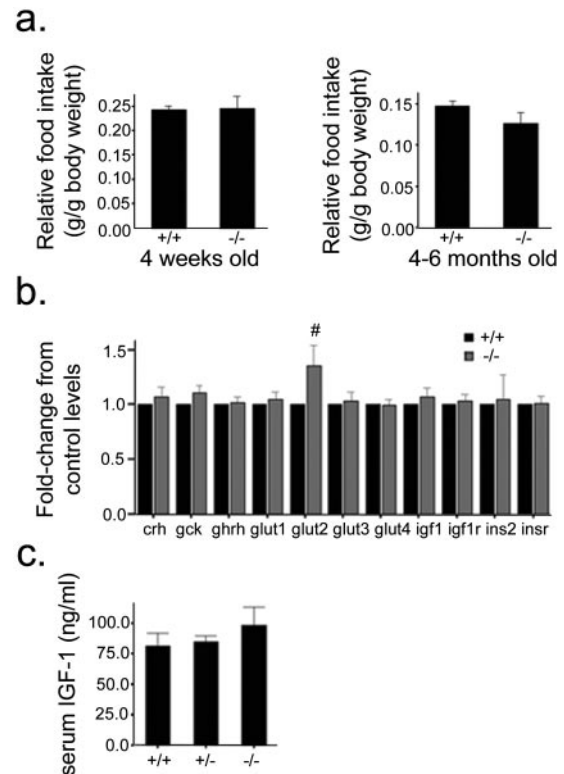 a.
Relative food intake
(g/g body weight)
0.25
0.20
0.15
0.10
0.05
0.00
+/+ -/-
4 weeks old
Relative food intake
(g/g body weight)
0.15
0.10
0.05
0.00
+/+ -/-
4-6 months old
b.
Fold-change from
control levels
1.5
1.0
0.5
0.0
#
+/+
-/-
crh gck ghrh glut1 glut2 glut3 glut4 igf1 igf1r ins2 insr
c.
serum IGF-1 (ng/ml)
100.0
75.0
50.0
25.0
0.0
+/+ +/- -/-